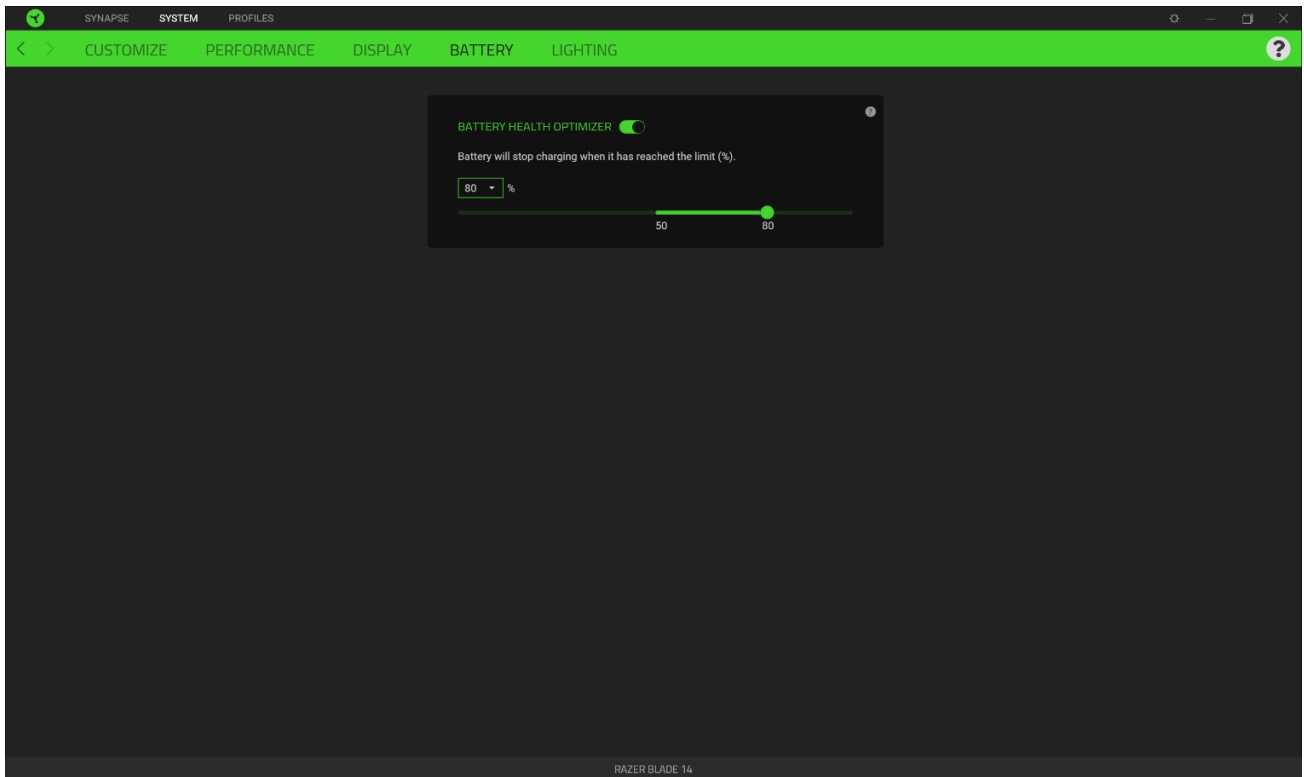 SYNAPSE SYSTEM PROFILES
CUSTOMIZE PERFORMANCE DISPLAY BATTERY LIGHTING ?
BATTERY HEALTH OPTIMIZER ?
Battery will stop charging when it has reached the limit (%).
80 %
50 80
RAZER BLADE 14